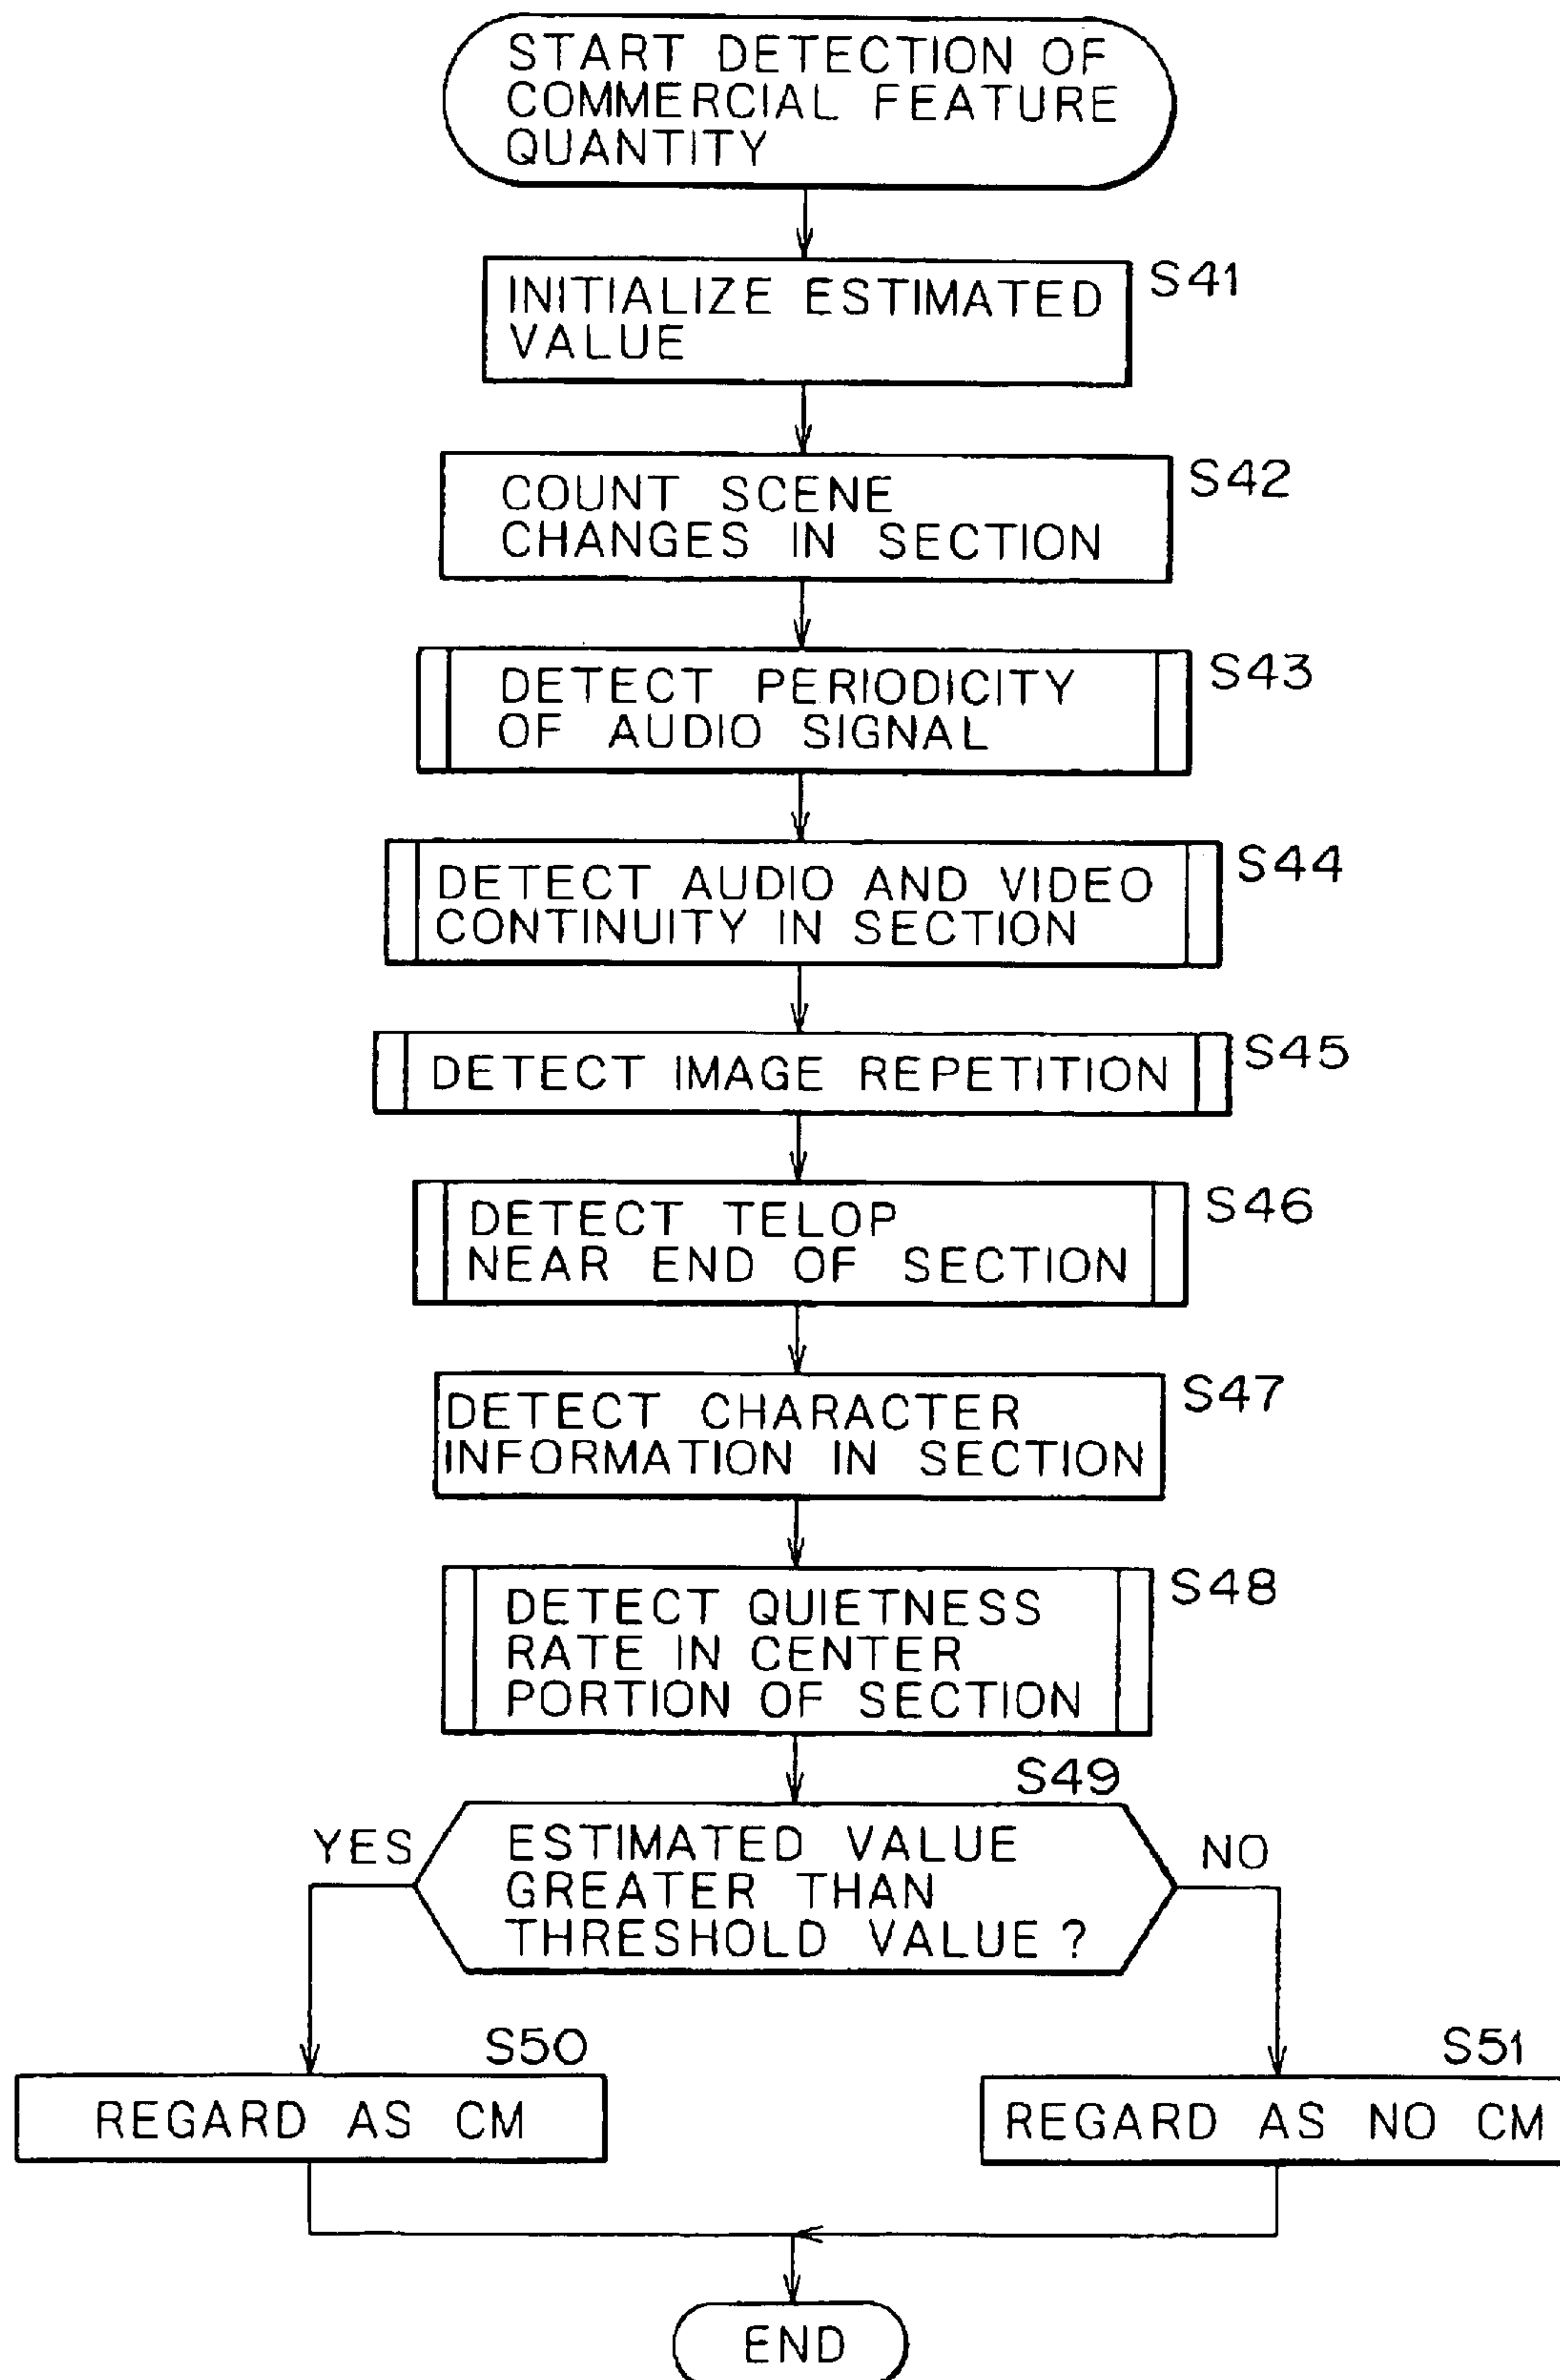 START DETECTION OF
COMMERCIAL FEATURE
QUANTITY
INITIALIZE ESTIMATED
VALUE
S41
COUNT SCENE
CHANGES IN SECTION
S42
DETECT PERIODICITY
OF AUDIO SIGNAL
S43
DETECT AUDIO AND VIDEO
CONTINUITY IN SECTION
S44
DETECT IMAGE REPETITION
S45
DETECT TELOP
NEAR END OF SECTION
S46
DETECT CHARACTER
INFORMATION IN SECTION
S47
DETECT QUIETNESS
RATE IN CENTER
PORTION OF SECTION
S48
S49
ESTIMATED VALUE
GREATER THAN
THRESHOLD VALUE ?
YES
NO
S50
REGARD AS CM
S51
REGARD AS NO CM
END